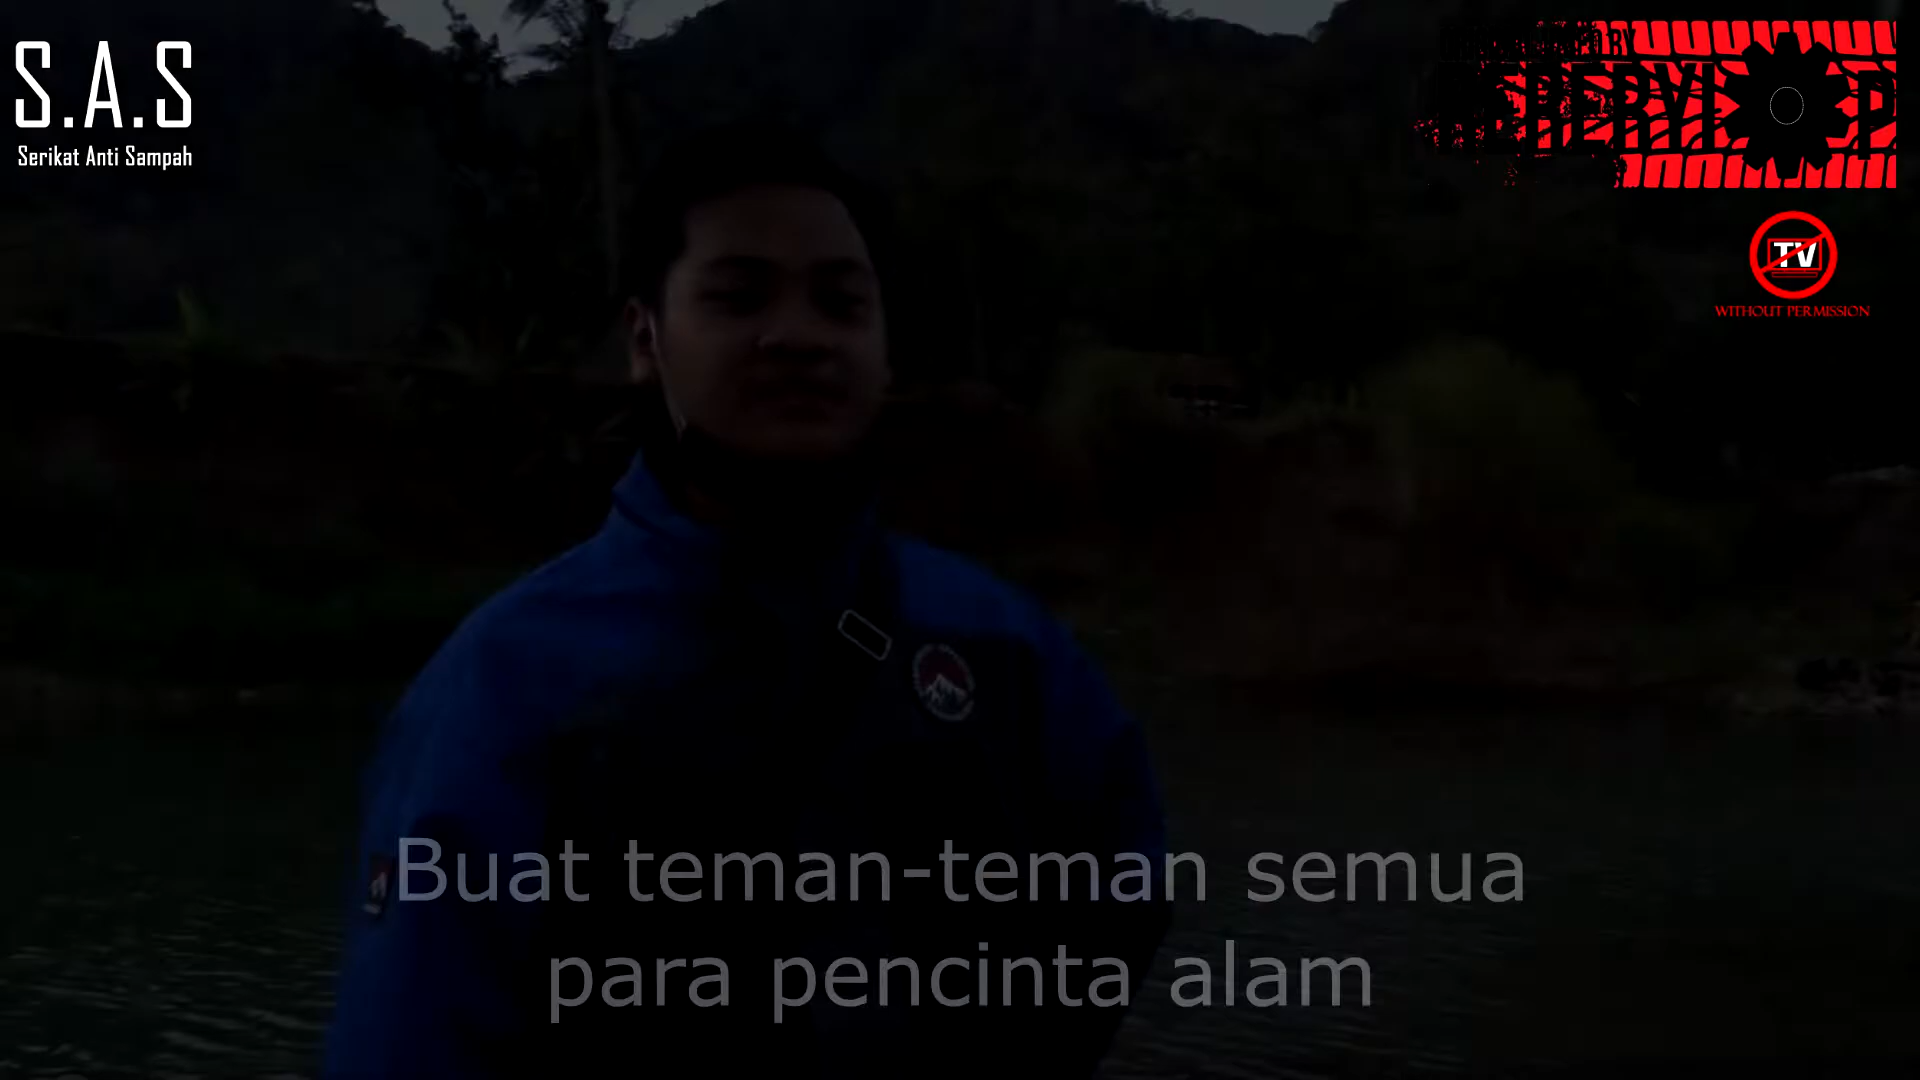 S.A.S
Serikat Anti Sampah
TV
WITHOUT PERMISSION
Buat teman-teman semua
para pencinta alam